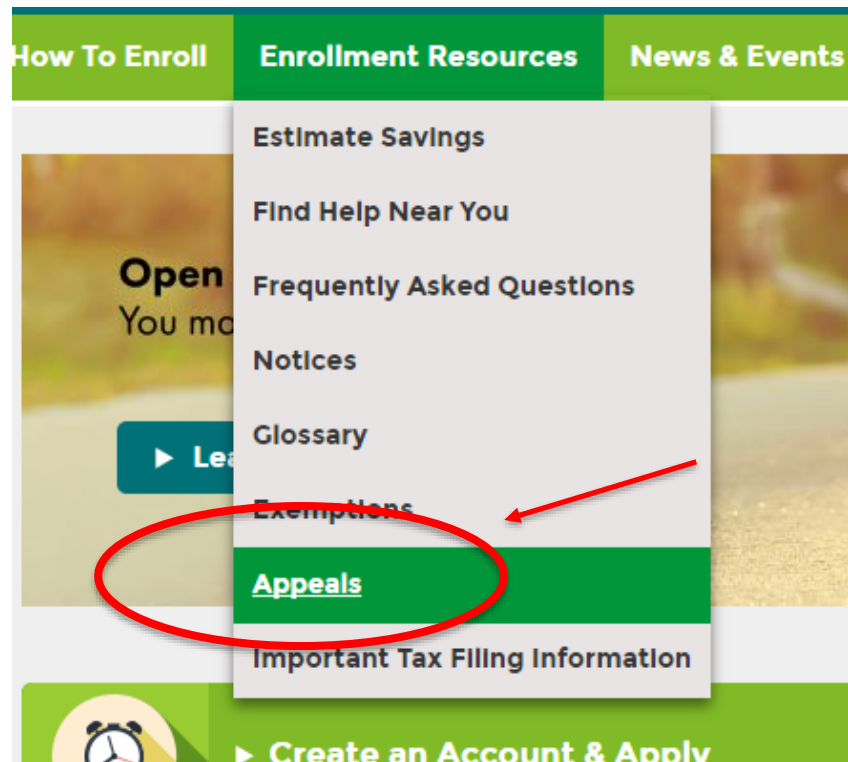 How To Enroll Enrollment Resources News & Events
Estimate Savings
Find Help Near You
Open
Frequently Asked Questions
You
Notices
Glossary
Exemptions
Appeals
Important Tax Filing Information
Create an Account & Apply